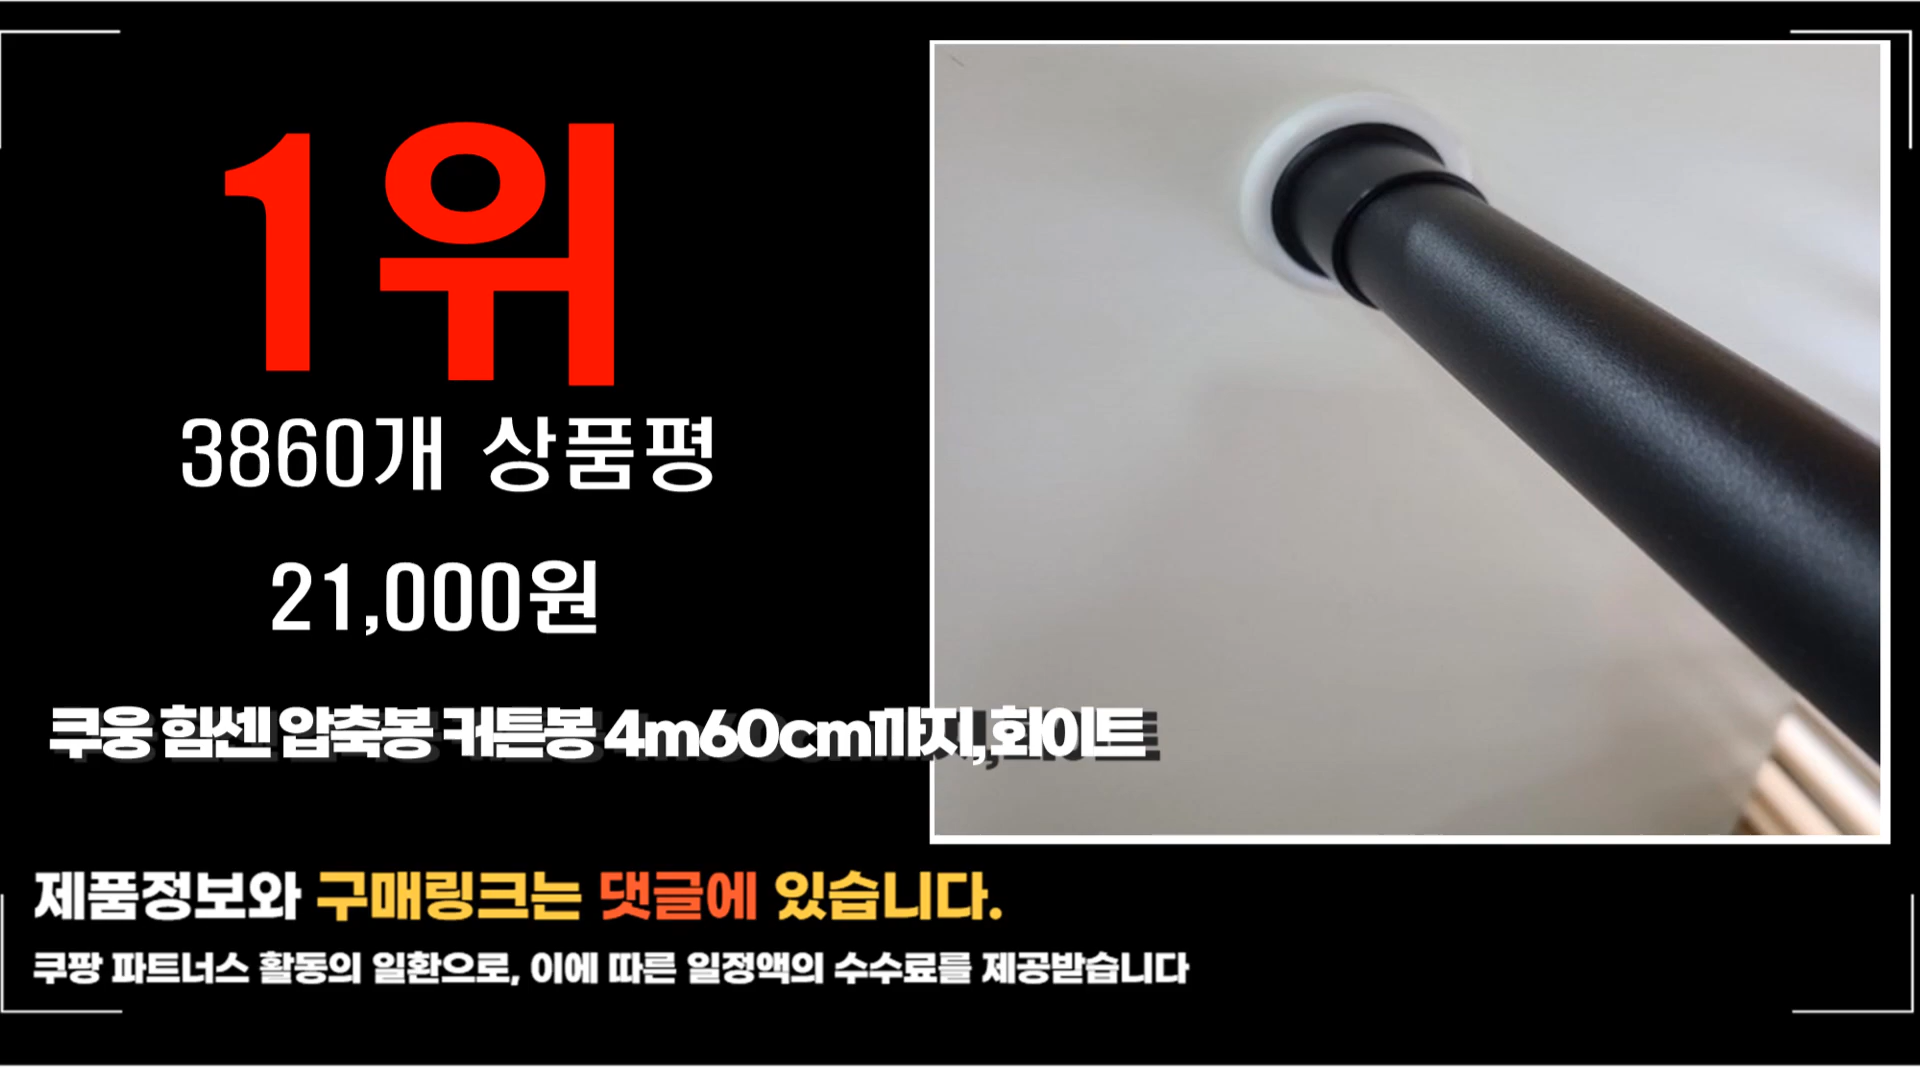 1위
3860개 상품평
21,000원
쿠웅 힘센 압축봉 커튼봉 4m60cm까지, 화이트
제품정보와 구매링크는 댓글에 있습니다.
쿠팡 파트너스 활동의 일환으로, 이에 따른 일정액의 수수료를 제공받습니다